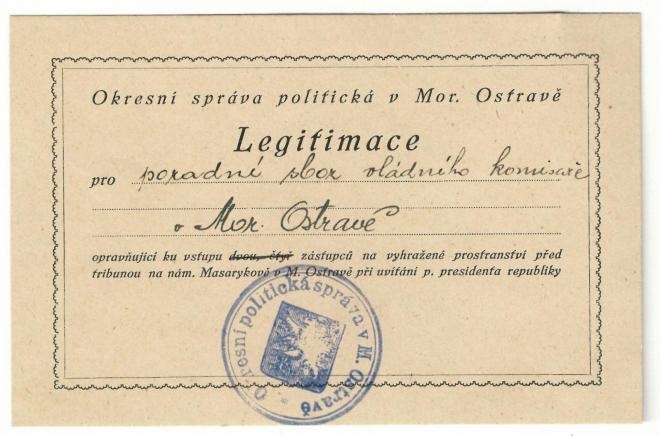 Okresní správa politická v Mor. Ostravě
Legitimace
pro poradní sbor vládního komisaře
v Mor. Ostravě
opravňující ku vstupu dvou, čtyř zástupců na vyhražené prostranství před
tribunou na nám. Masarykově v M. Ostravě při uvítání p. presidenta republiky
Okresní politická správa v M. Ostravě